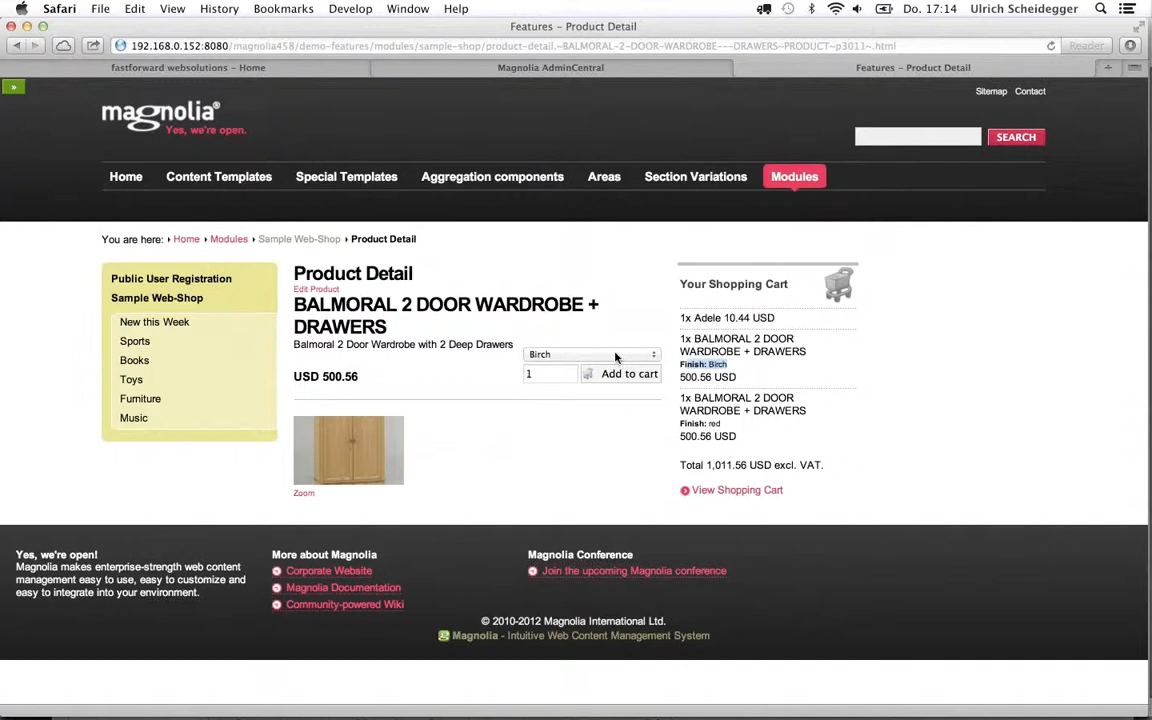 Safari File Edit View History Bookmarks Develop Window Help Do. 17:14 Ulrich Scheidegger
Features – Product Detail
192.168.0.152:8080/magnolia458/demo-features/modules/sample-shop/product-detail.~BALMORAL-2-DOOR-WARDROBE---DRAWERS~PRODUCT~p3011~.html Reader
fastforward websolutions – Home Magnolia AdminCentral Features – Product Detail
»
Sitemap Contact
magnolia®
Yes, we're open.
SEARCH
Home Content Templates Special Templates Aggregation components Areas Section Variations Modules
You are here: Home Modules Sample Web-Shop Product Detail
Public User Registration
Sample Web-Shop
New this Week
Sports
Books
Toys
Furniture
Music
Product Detail
Edit Product
BALMORAL 2 DOOR WARDROBE +
DRAWERS
Balmoral 2 Door Wardrobe with 2 Deep Drawers
Birch
USD 500.56
1 Add to cart
Zoom
Your Shopping Cart
1x Adele 10.44 USD
1x BALMORAL 2 DOOR
WARDROBE + DRAWERS
Finish: Birch
500.56 USD
1x BALMORAL 2 DOOR
WARDROBE + DRAWERS
Finish: red
500.56 USD
Total 1,011.56 USD excl. VAT.
View Shopping Cart
Yes, we're open!
Magnolia makes enterprise-strength web content
management easy to use, easy to customize and
easy to integrate into your environment.
More about Magnolia
Corporate Website
Magnolia Documentation
Community-powered Wiki
Magnolia Conference
Join the upcoming Magnolia conference
© 2010-2012 Magnolia International Ltd.
Magnolia - Intuitive Web Content Management System